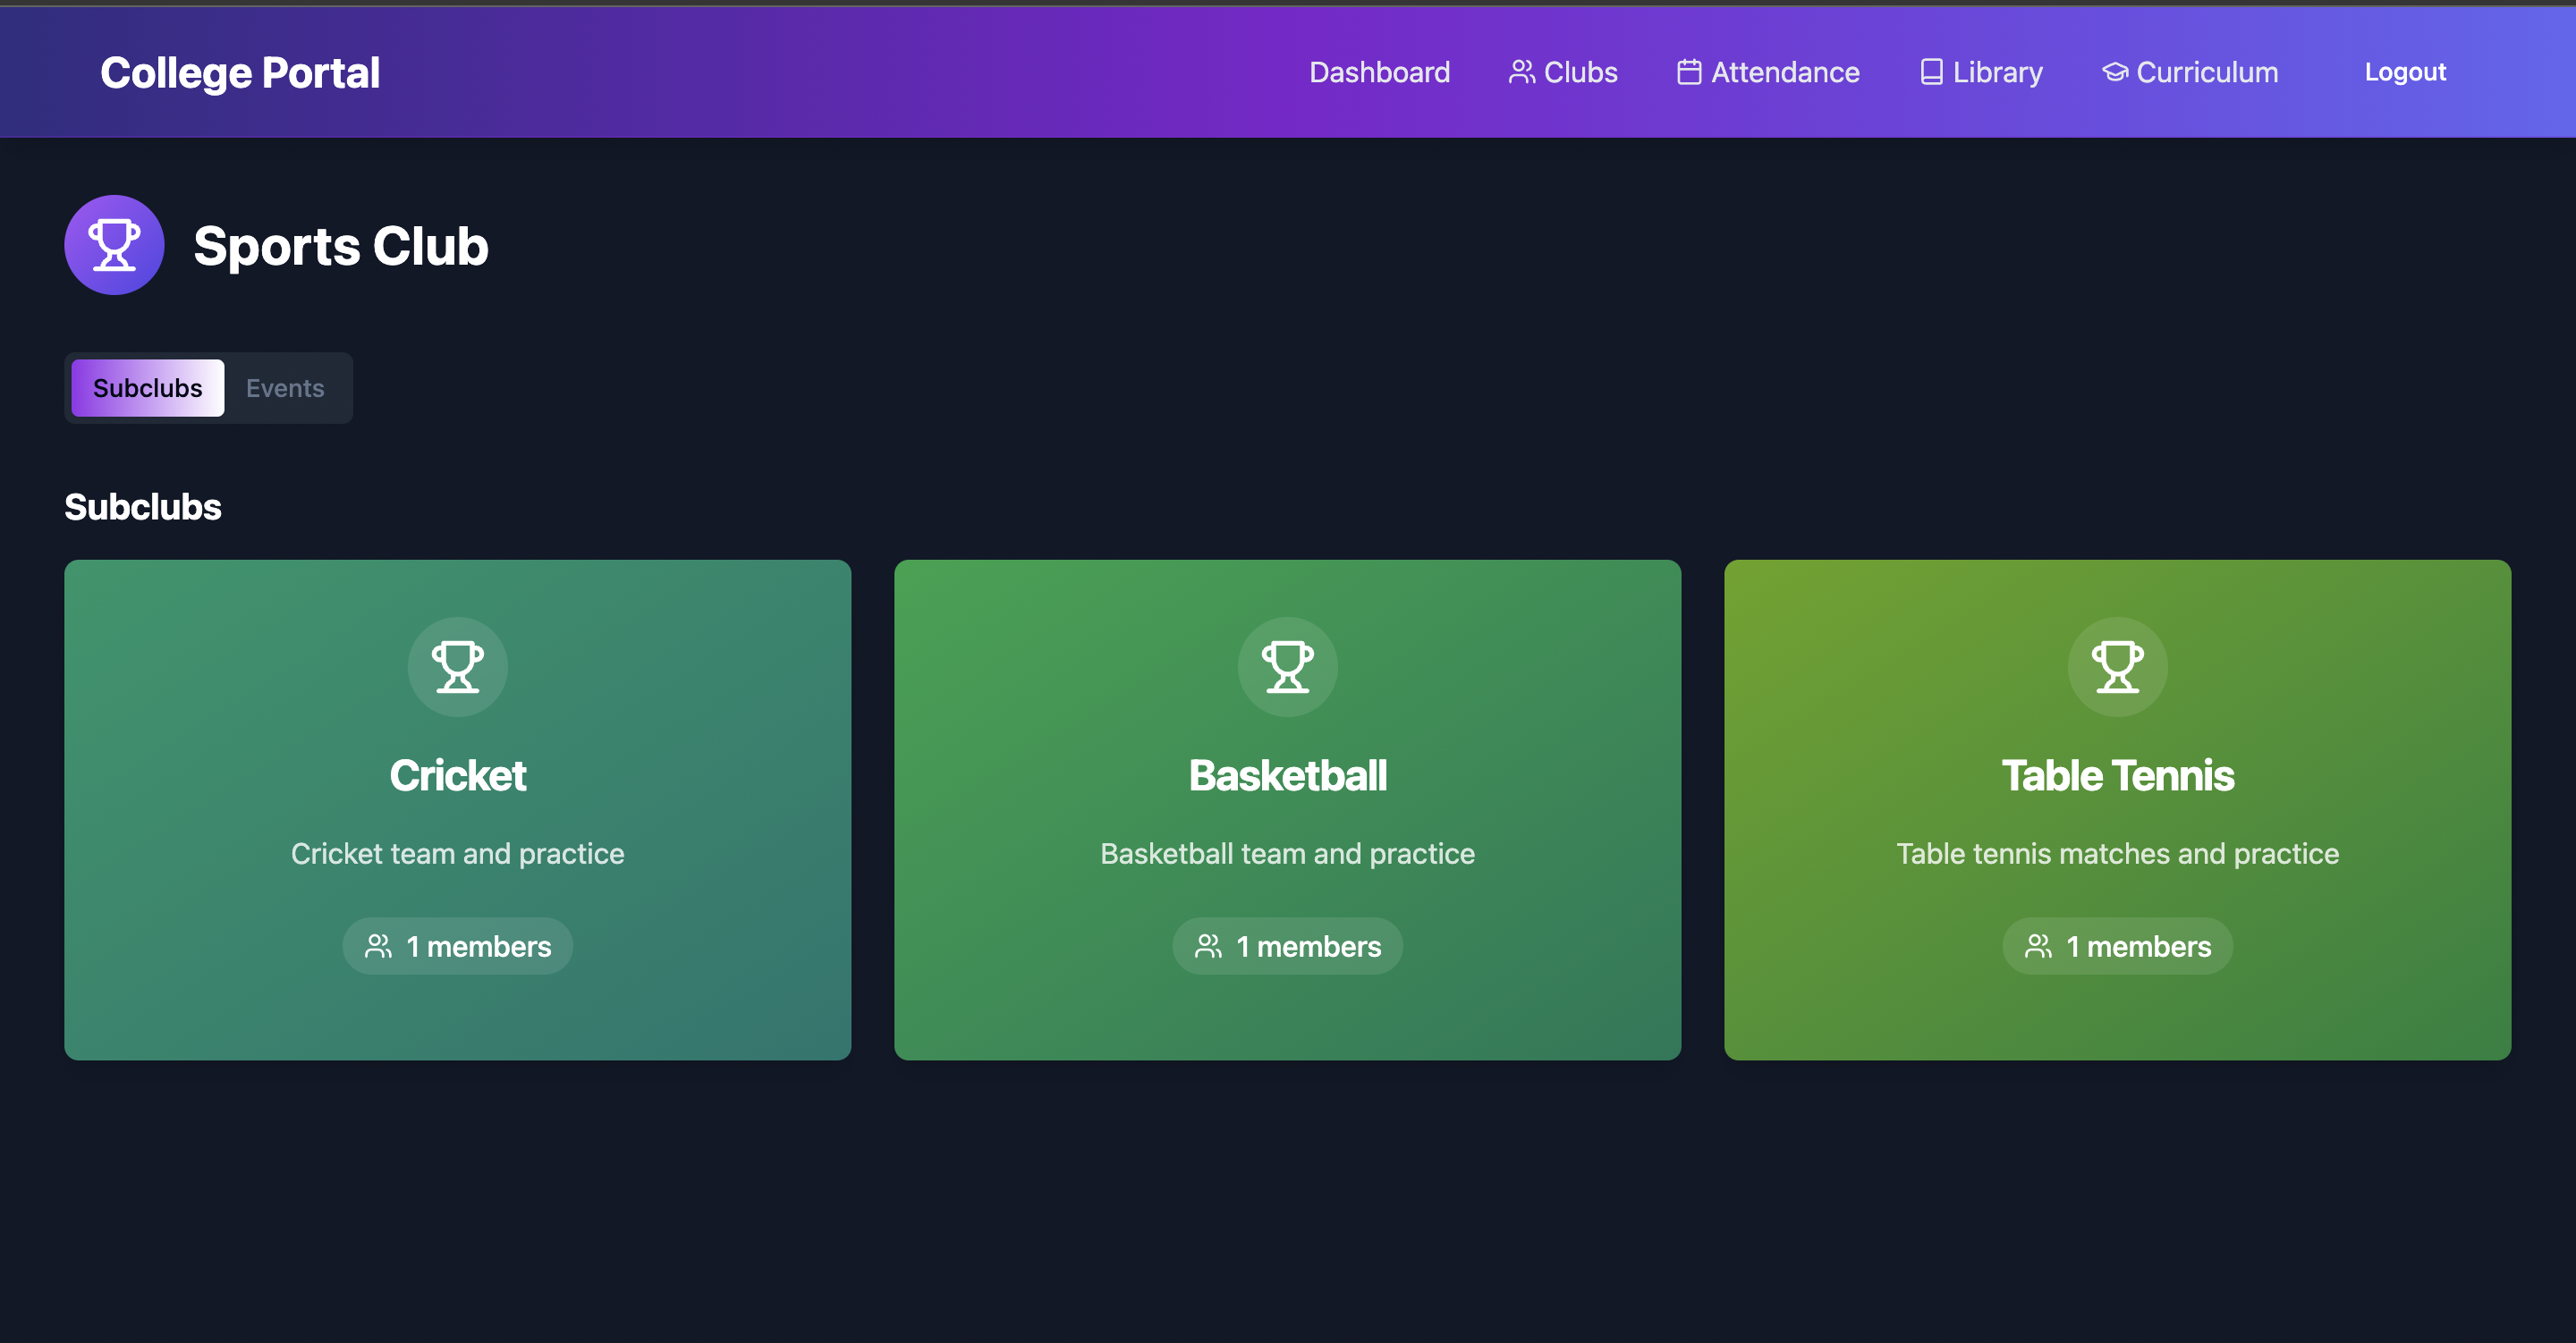 College Portal
Dashboard Clubs Attendance Library Curriculum Logout
Sports Club
Subclubs Events
Subclubs
Cricket
Cricket team and practice
1 members
Basketball
Basketball team and practice
1 members
Table Tennis
Table tennis matches and practice
1 members